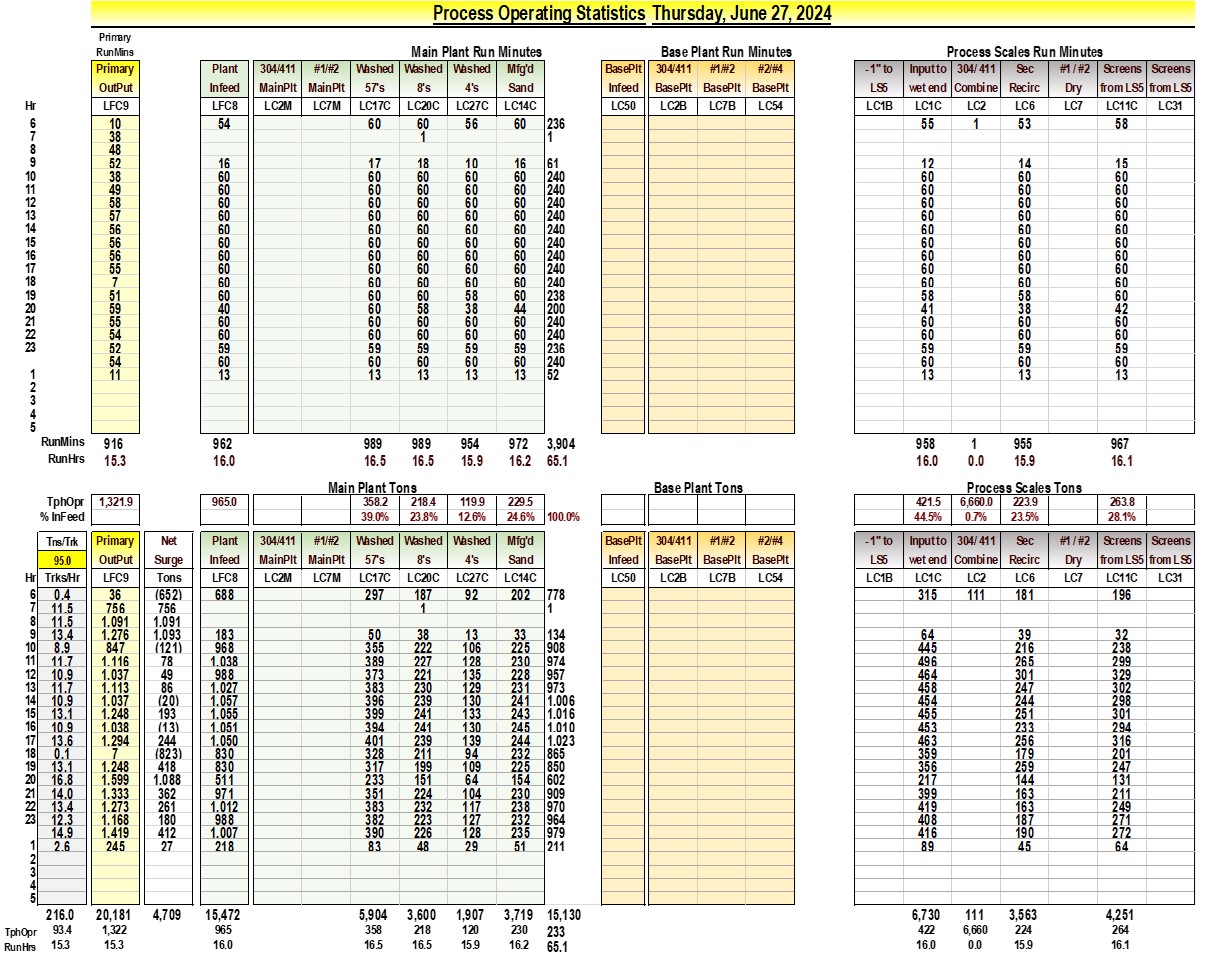 Process Operating Statistics Thursday, June 27, 2024
Primary
RunMins Main Plant Run Minutes Base Plant Run Minutes Process Scales Run Minutes
Primary Plant 304/411 #1/#2 Washed Washed Washed Mfg'd BasePlt 304/411 #1/#2 #2/#4 -1" to Input to 304/ 411 Sec #1 / #2 Screens Screens
OutPut Infeed MainPlt MainPlt 57's 8's 4's Sand Infeed BasePlt BasePlt BasePlt LS5 wet end Combine Recirc Dry from LS5 from LS5
Hr LFC9 LFC8 LC2M LC7M LC17C LC20C LC27C LC14C LC50 LC2B LC7B LC54 LC1B LC1C LC2 LC6 LC7 LC11C LC31
6 10 54 60 60 56 60 236 55 1 53 58
7 38 1 1
8 48
9 52 16 17 18 10 16 61 12 14 15
10 38 60 60 60 60 60 240 60 60 60
11 49 60 60 60 60 60 240 60 60 60
12 58 60 60 60 60 60 240 60 60 60
13 57 60 60 60 60 60 240 60 60 60
14 56 60 60 60 60 60 240 60 60 60
15 56 60 60 60 60 60 240 60 60 60
16 56 60 60 60 60 60 240 60 60 60
17 55 60 60 60 60 60 240 60 60 60
18 7 60 60 60 60 60 240 60 60 60
19 51 60 60 60 58 60 238 58 58 60
20 59 40 60 58 38 44 200 41 38 42
21 55 60 60 60 60 60 240 60 60 60
22 54 60 60 60 60 60 240 60 60 60
23 52 59 59 59 59 59 236 59 59 59
54 60 60 60 60 60 240 60 60 60
1 11 13 13 13 13 13 52 13 13 13
2
3
4
5
RunMins 916 962 989 989 954 972 3,904 958 1 955 967
RunHrs 15.3 16.0 16.5 16.5 15.9 16.2 65.1 16.0 0.0 15.9 16.1
Main Plant Tons Base Plant Tons Process Scales Tons
TphOpr 1,321.9 965.0 358.2 218.4 119.9 229.5 421.5 6,660.0 223.9 263.8
% InFeed 39.0% 23.8% 12.6% 24.6% 100.0% 44.5% 0.7% 23.5% 28.1%
Tns/Trk Primary Net Plant 304/411 #1/#2 Washed Washed Washed Mfg'd BasePlt 304/411 #1/#2 #2/#4 -1" to Input to 304/ 411 Sec #1 / #2 Screens Screens
95.0 OutPut Surge Infeed MainPlt MainPlt 57's 8's 4's Sand Infeed BasePlt BasePlt BasePlt LS5 wet end Combine Recirc Dry from LS5 from LS5
Hr Trks/Hr LFC9 Tons LFC8 LC2M LC7M LC17C LC20C LC27C LC14C LC50 LC2B LC7B LC54 LC1B LC1C LC2 LC6 LC7 LC11C LC31
6 0.4 36 (652) 688 297 187 92 202 778 315 111 181 196
7 11.5 756 756 1 1
8 11.5 1.091 1.091
9 13.4 1.276 1.093 183 50 38 13 33 134 64 39 32
10 8.9 847 (121) 968 355 222 106 225 908 445 216 238
11 11.7 1.116 78 1.038 389 227 128 230 974 496 265 299
12 10.9 1.037 49 988 373 221 135 228 957 464 301 329
13 11.7 1.113 86 1.027 383 230 129 231 973 458 247 302
14 10.9 1.037 (20) 1.057 396 239 130 241 1.006 454 244 298
15 13.1 1.248 193 1.055 399 241 133 243 1.016 455 251 301
16 10.9 1.038 (13) 1.051 394 241 130 245 1.010 453 233 294
17 13.6 1.294 244 1.050 401 239 139 244 1.023 463 256 316
18 0.1 7 (823) 830 328 211 94 232 865 359 179 201
19 13.1 1.248 418 830 317 199 109 225 850 356 259 247
20 16.8 1.599 1.088 511 233 151 64 154 602 217 144 131
21 14.0 1.333 362 971 351 224 104 230 909 399 163 211
22 13.4 1.273 261 1.012 383 232 117 238 970 419 163 249
23 12.3 1.168 180 988 382 223 127 232 964 408 187 271
14.9 1.419 412 1.007 390 226 128 235 979 416 190 272
1 2.6 245 27 218 83 48 29 51 211 89 45 64
2
3
4
5
216.0 20,181 4,709 15,472 5,904 3,600 1,907 3,719 15,130 6,730 111 3,563 4,251
TphOpr 93.4 1,322 965 358 218 120 230 233 422 6,660 224 264
RunHrs 15.3 15.3 16.0 16.5 16.5 15.9 16.2 65.1 16.0 0.0 15.9 16.1